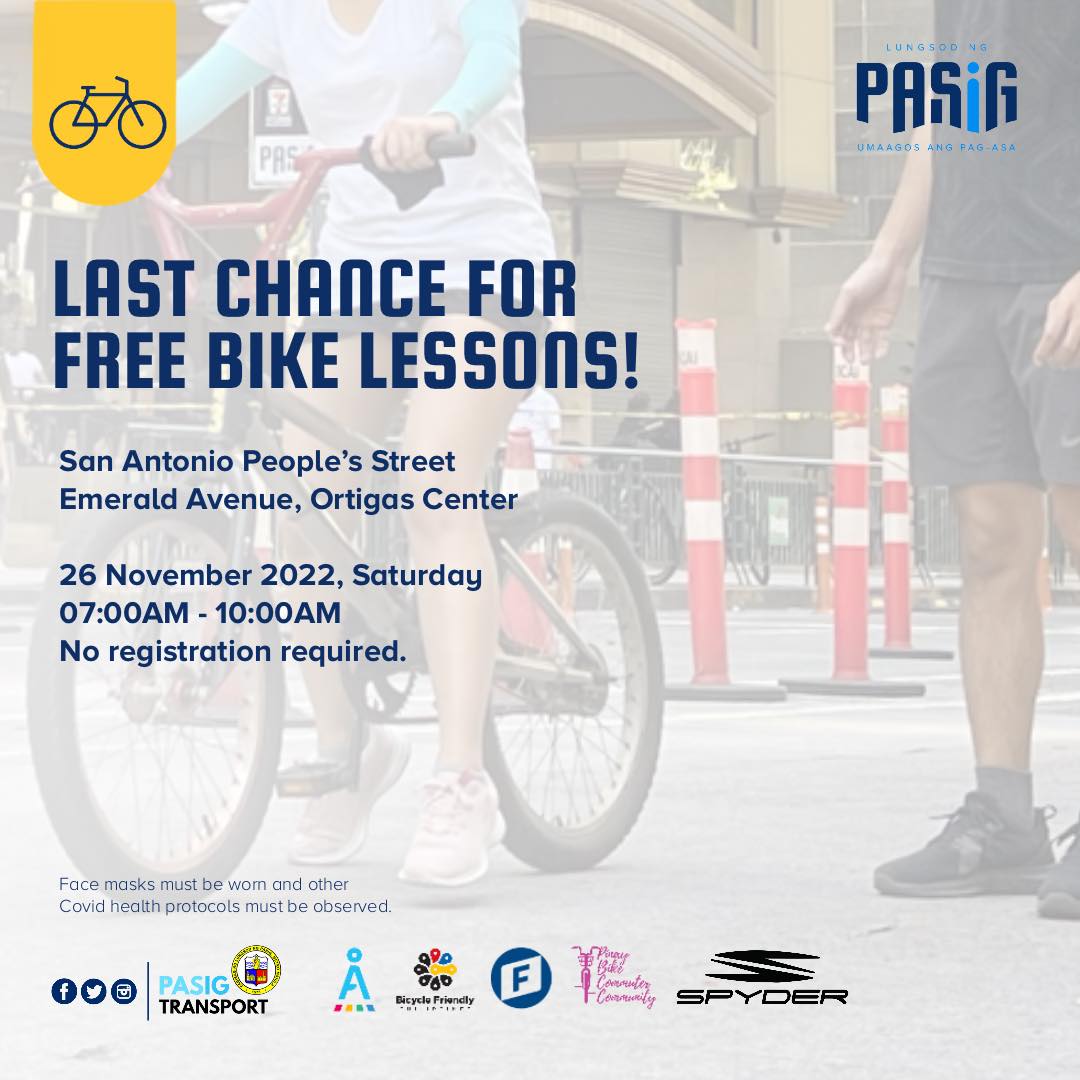 LUNGSOD NG
PASIG
UMAAGOS ANG PAG-ASA
PAS
LAST CHANCE FOR
FREE BIKE LESSONS!
San Antonio People's Street
Emerald Avenue, Ortigas Center
26 November 2022, Saturday
07:00AM - 10:00AM
No registration required.
Face masks must be worn and other
Covid health protocols must be observed.
PASIG
TRANSPORT
Bicycle Friendly
F
Pinay
Bike
Commuter
Community
SPYDER